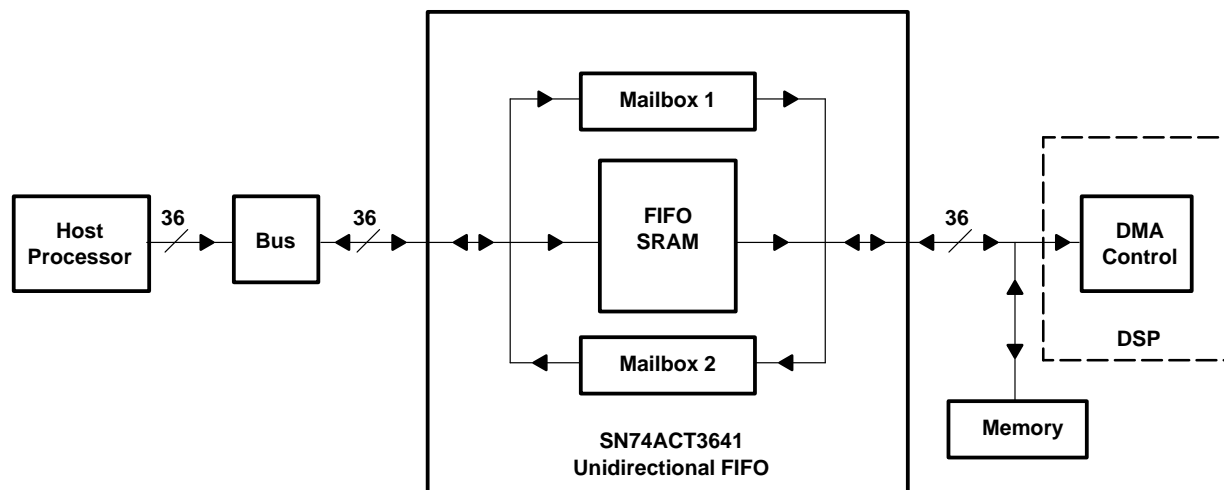 Mailbox 1
36
Host
Processor
Bus
36
FIFO
SRAM
36
DMA
Control
Mailbox 2
DSP
Memory
SN74ACT3641
Unidirectional FIFO